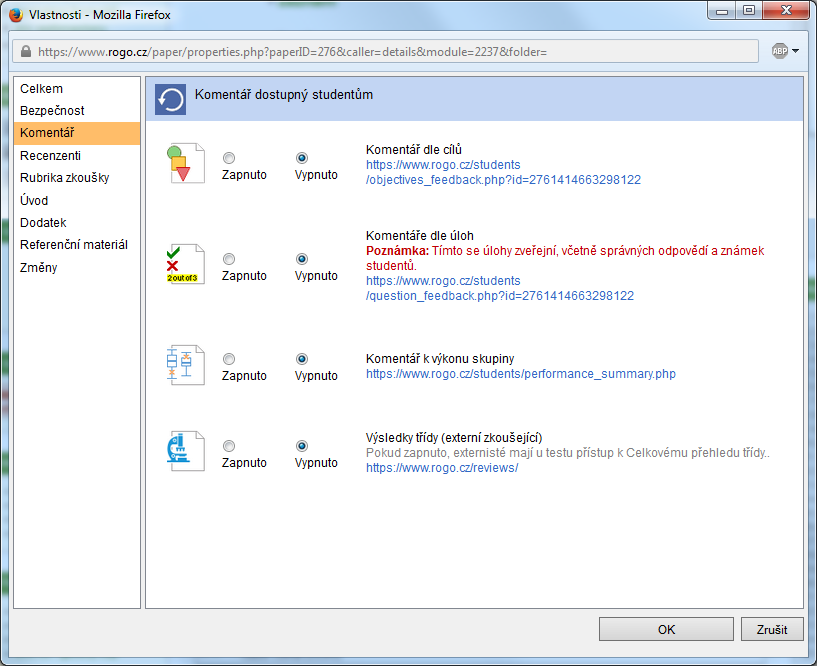 Vlastnosti - Mozilla Firefox
https://www.rogo.cz/paper/properties.php?paperID=276&caller=details&module=2237&folder=
ABP
Celkem
Bezpečnost
Komentář
Recenzenti
Rubrika zkoušky
Úvod
Dodatek
Referenční materiál
Změny
Komentář dostupný studentům
Zapnuto
Vypnuto
Komentář dle cílů
https://www.rogo.cz/students
/objectives_feedback.php?id=2761414663298122
2 out of 3
Zapnuto
Vypnuto
Komentáře dle úloh
Poznámka: Tímto se úlohy zveřejní, včetně správných odpovědí a známek
studentů.
https://www.rogo.cz/students
/question_feedback.php?id=2761414663298122
Zapnuto
Vypnuto
Komentář k výkonu skupiny
https://www.rogo.cz/students/performance_summary.php
Zapnuto
Vypnuto
Výsledky třídy (externí zkoušející)
Pokud zapnuto, externisté mají u testu přístup k Celkovému přehledu třídy..
https://www.rogo.cz/reviews/
OK
Zrušit